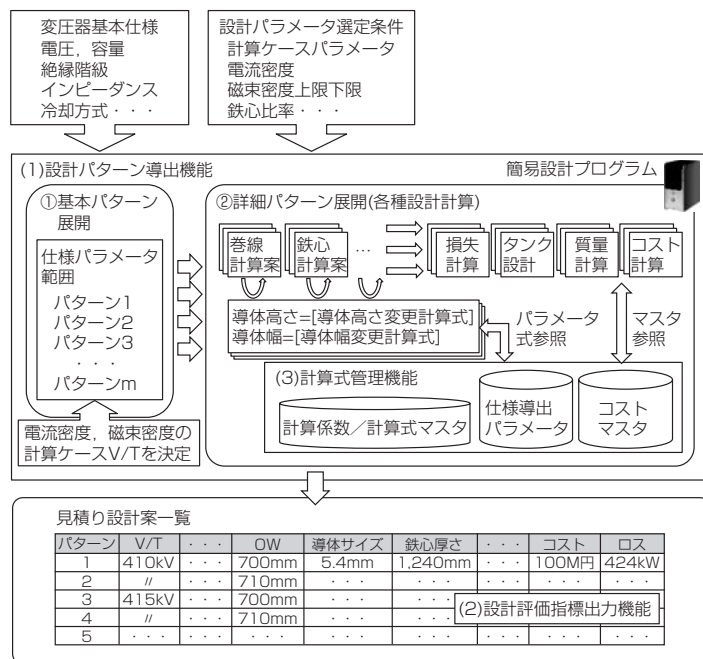 変圧器基本仕様
電圧，容量
絶縁階級
インピーダンス
冷却方式・・・
設計パラメータ選定条件
計算ケースパラメータ
電流密度
磁束密度上限下限
鉄心比率・・・
(1)設計パターン導出機能
簡易設計プログラム
①基本パターン
展開
仕様パラメータ
範囲
パターン1
パターン2
パターン3
・・・
パターンm
電流密度，磁束密度の
計算ケースV/Tを決定
②詳細パターン展開(各種設計計算)
巻線
計算案
鉄心
計算案
…
損失
計算
タンク
設計
質量
計算
コスト
計算
導体高さ=[導体高さ変更計算式]
導体幅=[導体幅変更計算式]
パラメータ
式参照
マスタ
参照
(3)計算式管理機能
計算係数／計算式マスタ
仕様導出
パラメータ
コスト
マスタ
見積り設計案一覧
パターン V/T ・・・ OW 導体サイズ 鉄心厚さ ・・・ コスト ロス
1 410kV ・・・ 700mm 5.4mm 1,240mm ・・・ 100M円 424kW
2 〃 ・・・ 710mm ・・・ ・・・ ・・・ ・・・ ・・・
3 415kV ・・・ 700mm ・・・ ・・・
4 〃 ・・・ 710mm ・・・ ・・・
(2)設計評価指標出力機能
5 ・・・ ・・・ ・・・ ・・・ ・・・ ・・・ ・・・ ・・・